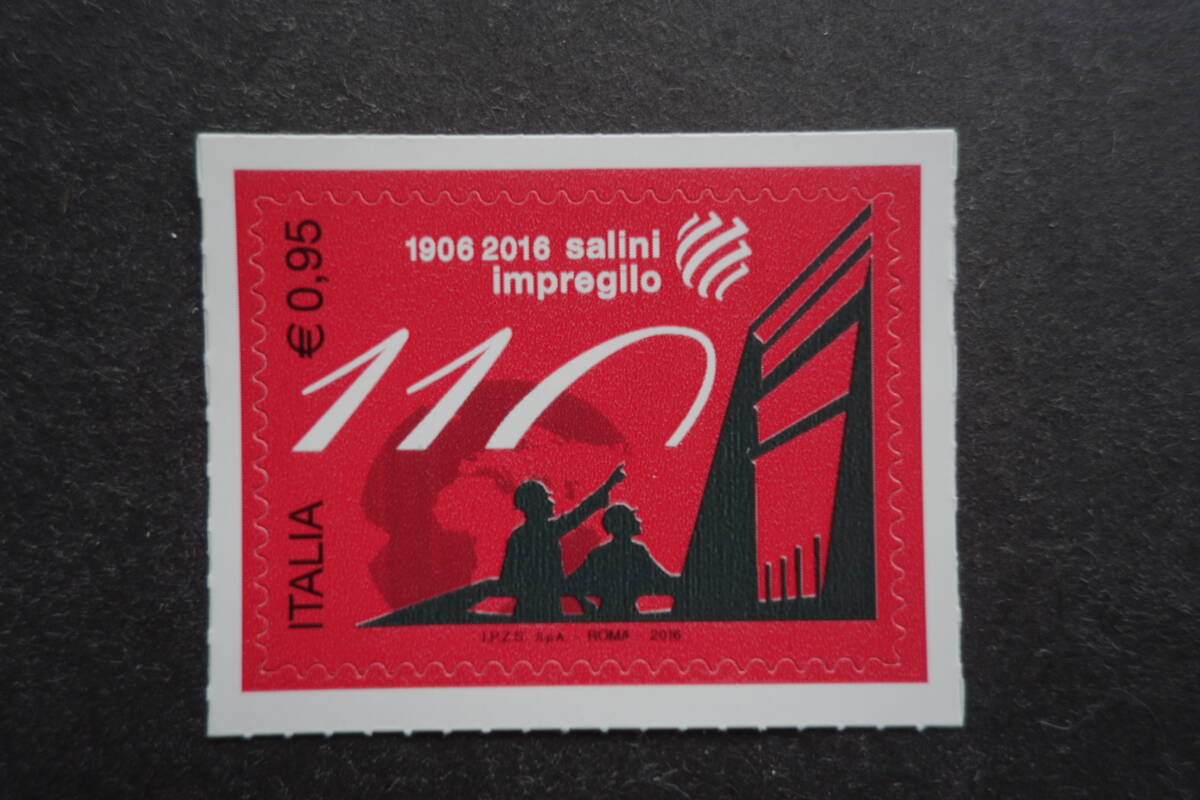 € 0,95
1906 2016 salini
impregilo
110
ITALIA
I.P.Z.S. S.p.A. - ROMA - 2016